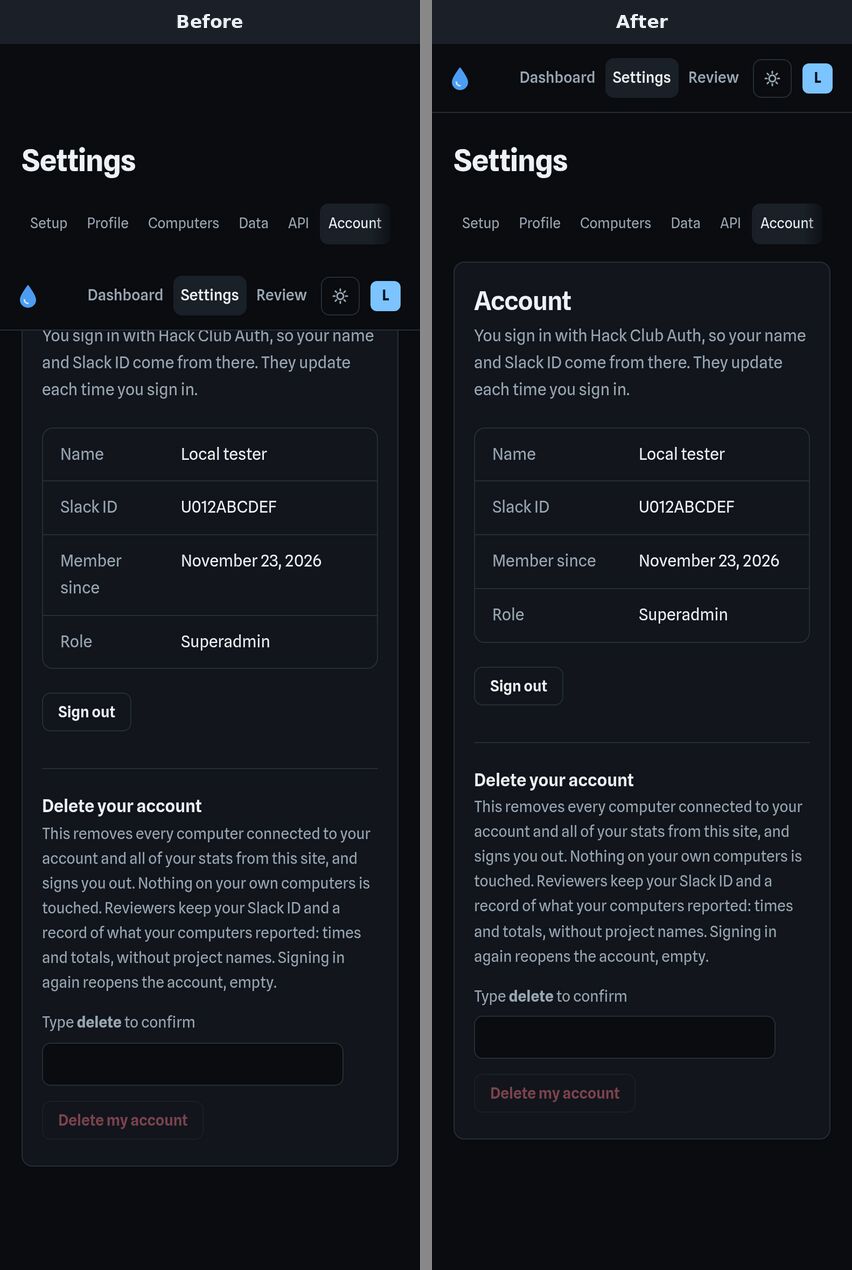 Before
Settings
Setup Profile Computers Data API Account
Dashboard Settings Review L
You sign in with Hack Club Auth, so your name
and Slack ID come from there. They update
each time you sign in.
Name Local tester
Slack ID U012ABCDEF
Member since November 23, 2026
Role Superadmin
Sign out
Delete your account
This removes every computer connected to your
account and all of your stats from this site, and
signs you out. Nothing on your own computers is
touched. Reviewers keep your Slack ID and a
record of what your computers reported: times
and totals, without project names. Signing in
again reopens the account, empty.
Type delete to confirm
Delete my account
After
Dashboard Settings Review L
Settings
Setup Profile Computers Data API Account
Account
You sign in with Hack Club Auth, so your name
and Slack ID come from there. They update
each time you sign in.
Name Local tester
Slack ID U012ABCDEF
Member since November 23, 2026
Role Superadmin
Sign out
Delete your account
This removes every computer connected to your
account and all of your stats from this site, and
signs you out. Nothing on your own computers is
touched. Reviewers keep your Slack ID and a
record of what your computers reported: times
and totals, without project names. Signing in
again reopens the account, empty.
Type delete to confirm
Delete my account